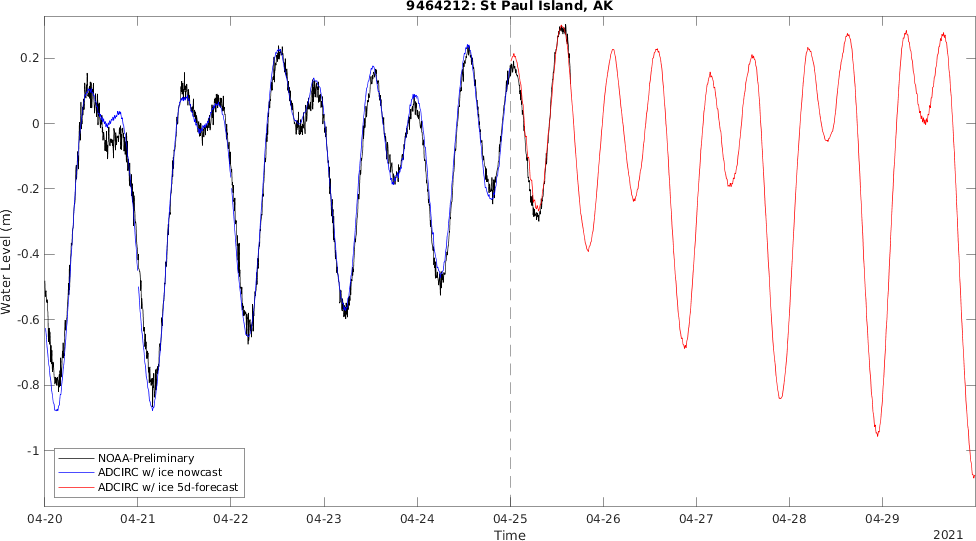 9464212: St Paul Island, AK
0.2
0
-0.2
-0.4
-0.6
-0.8
-1
Water Level (m)
NOAA-Preliminary
ADCIRC w/ ice nowcast
ADCIRC w/ ice 5d-forecast
04-20 04-21 04-22 04-23 04-24 04-25 04-26 04-27 04-28 04-29
Time
2021